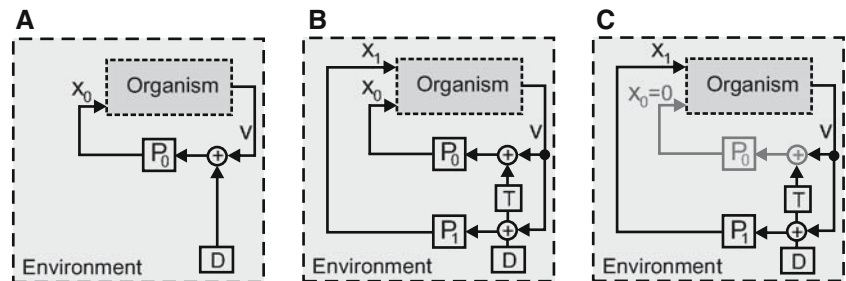 A
X₀
Organism
V
P₀
+
D
Environment
B
X₁
X₀
Organism
V
P₀
+
T
P₁
+
D
Environment
C
X₁
X₀=0
Organism
V
P₀
+
T
P₁
+
D
Environment